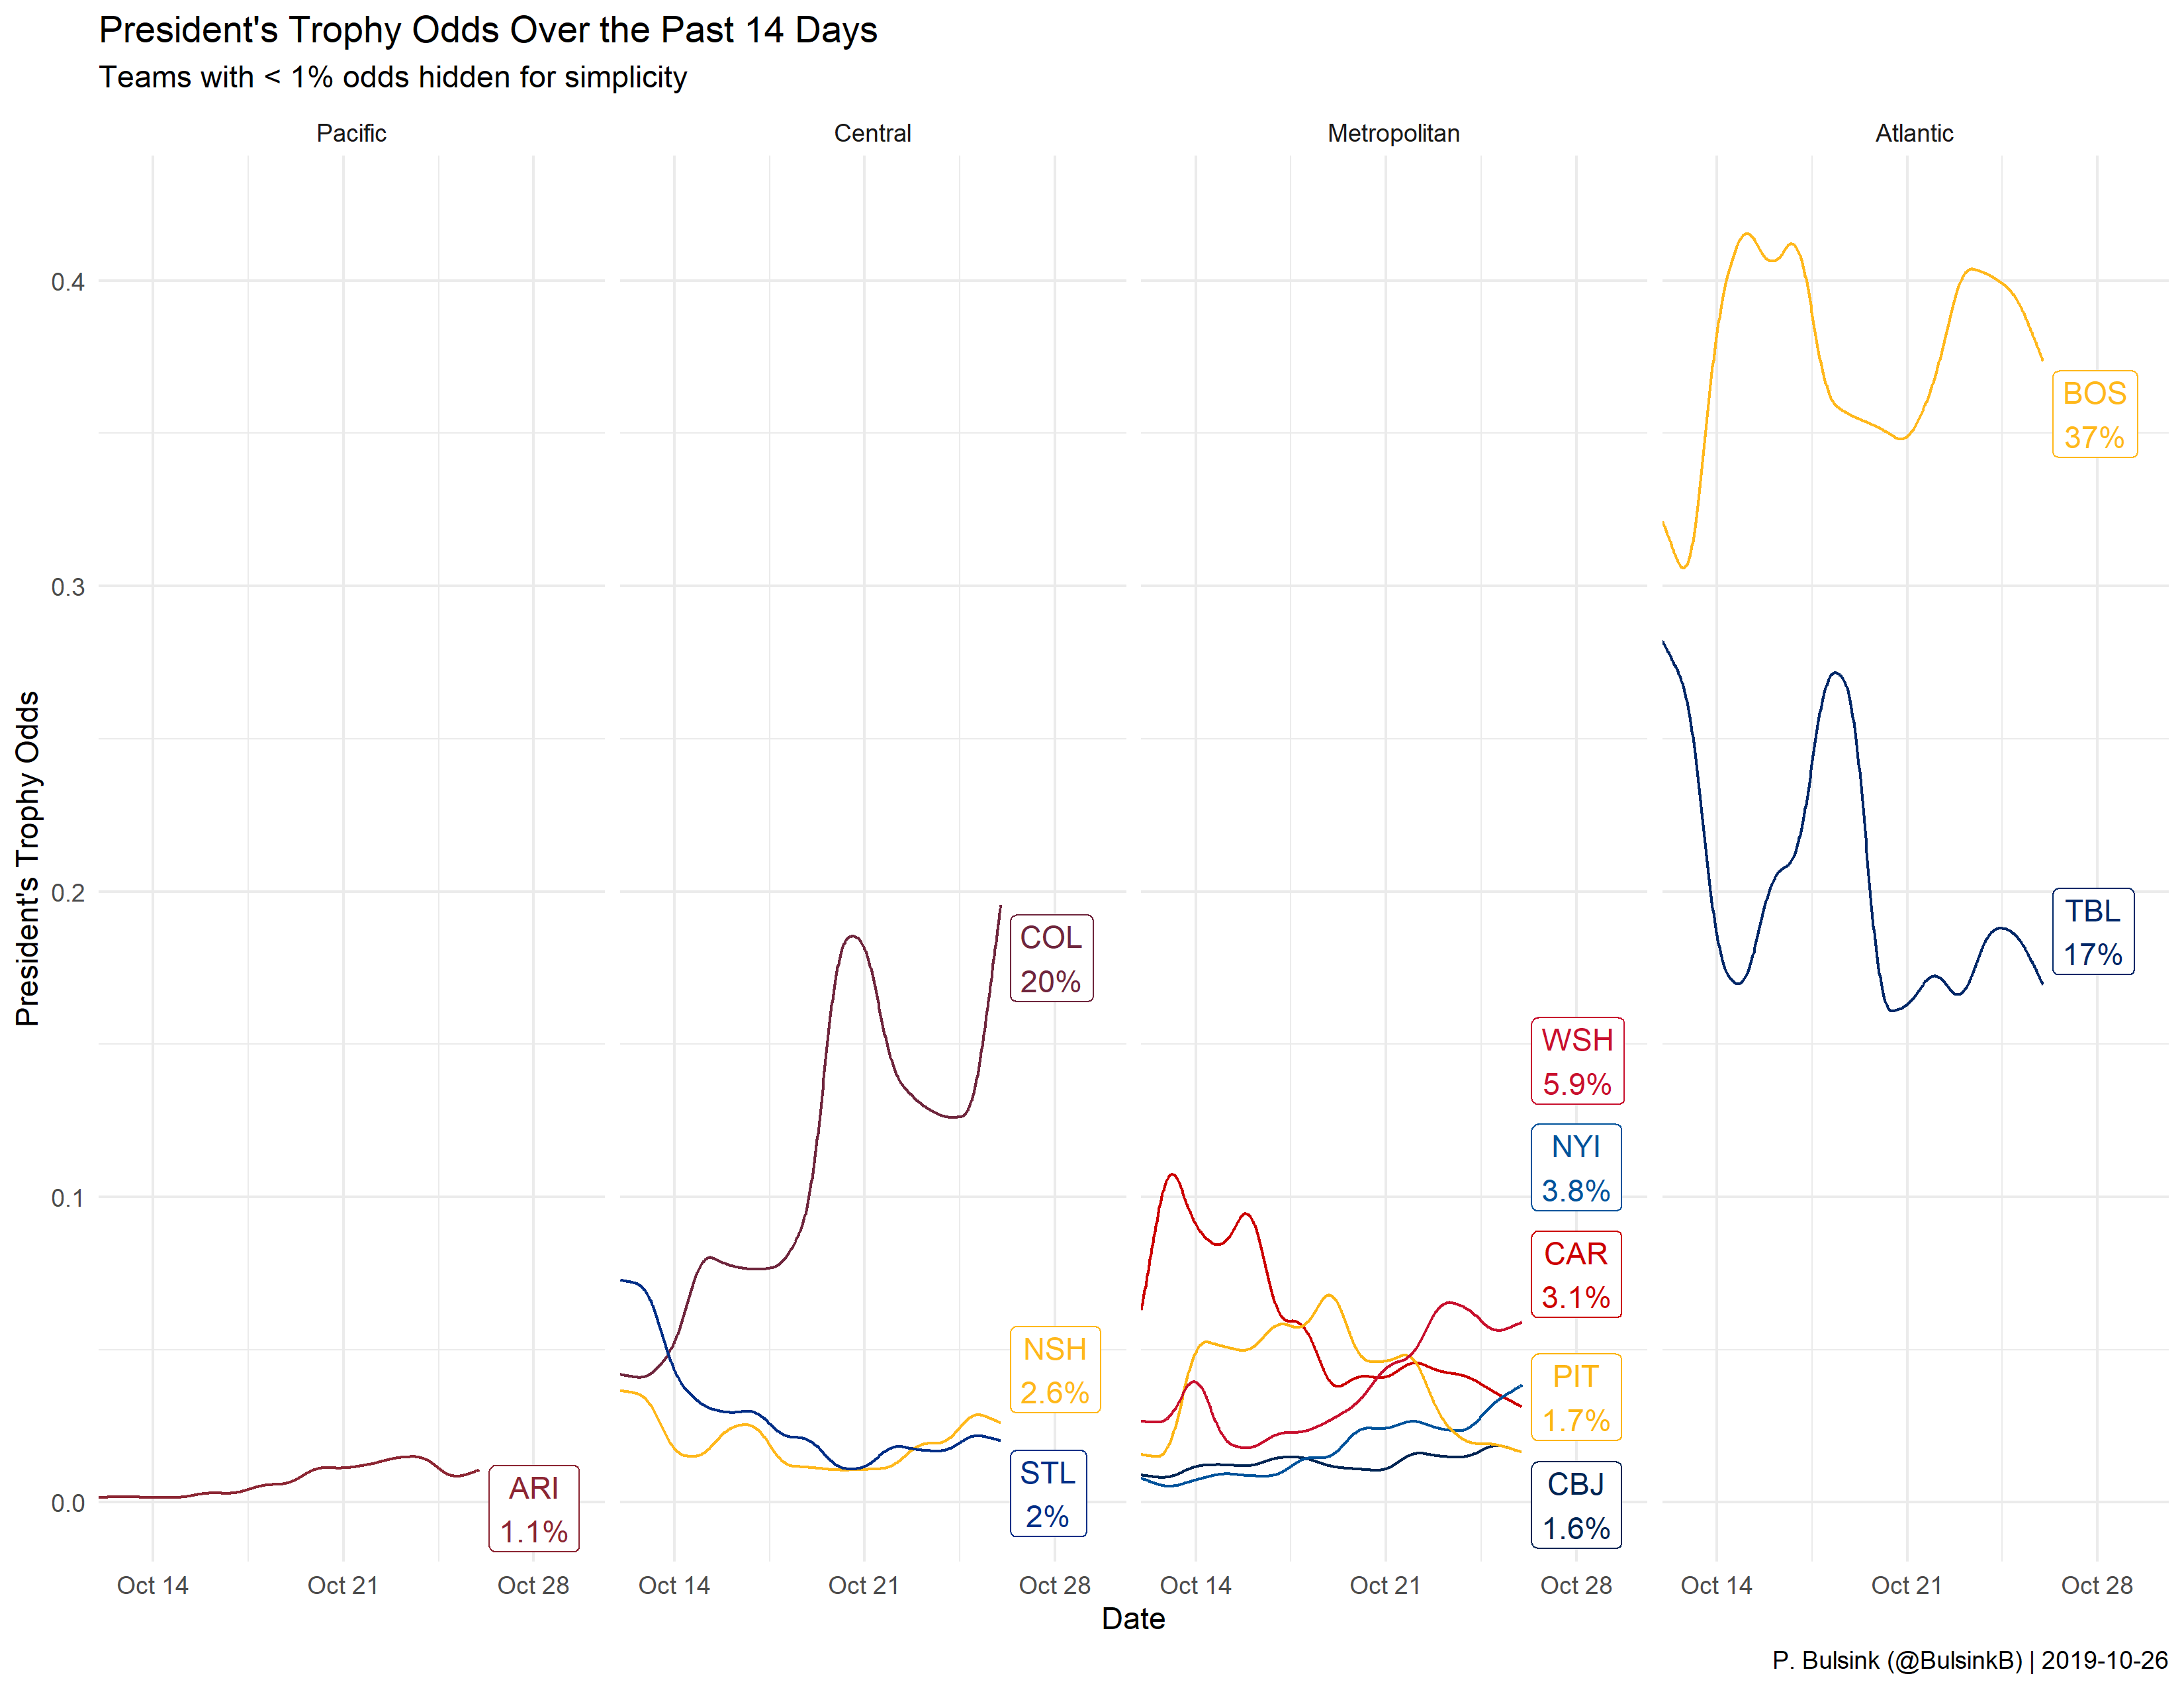 President's Trophy Odds Over the Past 14 Days
Teams with < 1% odds hidden for simplicity
Pacific
Central
Metropolitan
Atlantic
President's Trophy Odds
0.4
0.3
0.2
0.1
0.0
ARI
1.1%
COL
20%
NSH
2.6%
STL
2%
WSH
5.9%
NYI
3.8%
CAR
3.1%
PIT
1.7%
CBJ
1.6%
BOS
37%
TBL
17%
Oct 14 Oct 21 Oct 28 Oct 14 Oct 21 Oct 28 Oct 14 Oct 21 Oct 28 Oct 14 Oct 21 Oct 28
Date
P. Bulsink (@BulsinkB) | 2019-10-26